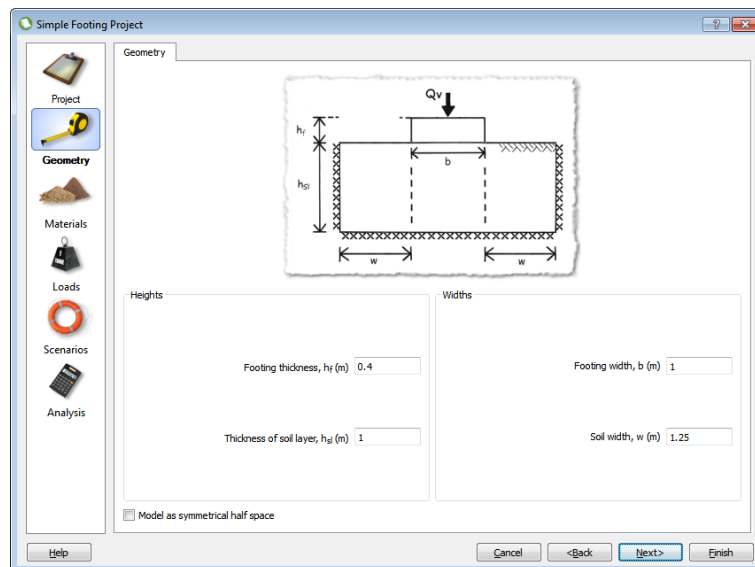 Simple Footing Project
?
Project
Geometry
Materials
Loads
Scenarios
Analysis
Geometry
Qv
hf
b
hsl
w
w
Heights
Footing thickness, hf (m) 0.4
Thickness of soil layer, hsl (m) 1
Widths
Footing width, b (m) 1
Soil width, w (m) 1.25
Model as symmetrical half space
Help
Cancel
<Back
Next>
Finish